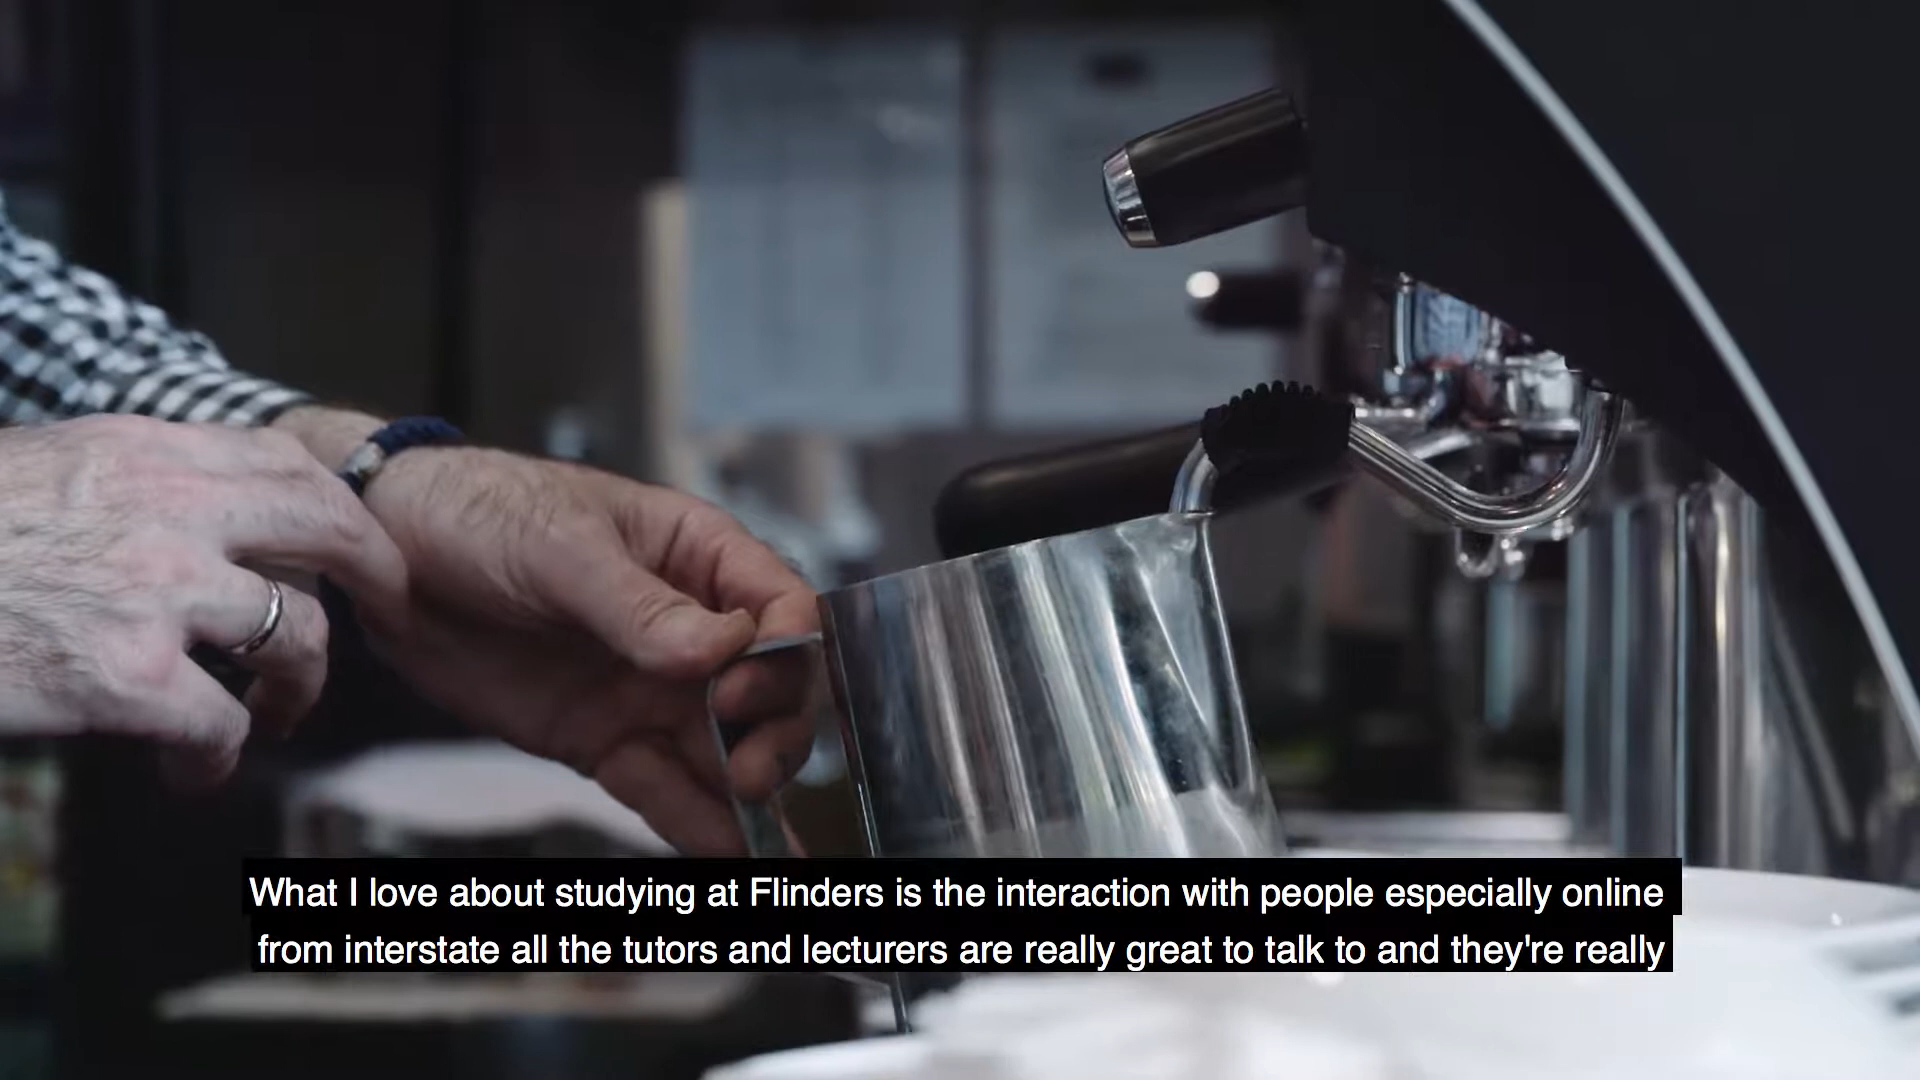 What I love about studying at Flinders is the interaction with people especially online
from interstate all the tutors and lecturers are really great to talk to and they're really